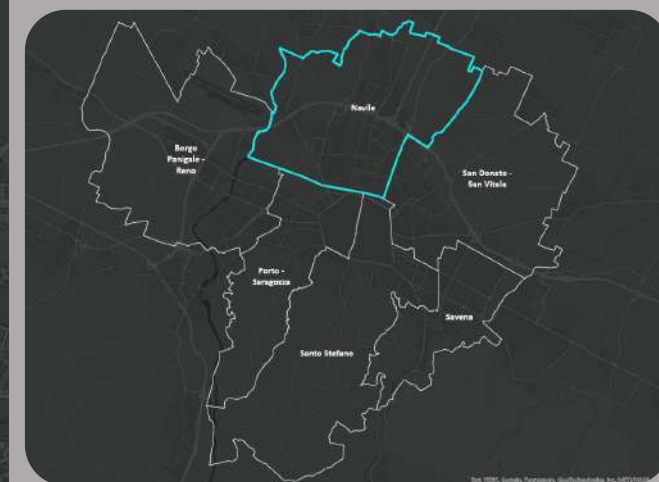 Navile
Borgo
Panigale -
Reno
San Donato -
San Vitale
Porto -
Saragozza
Savena
Santo Stefano